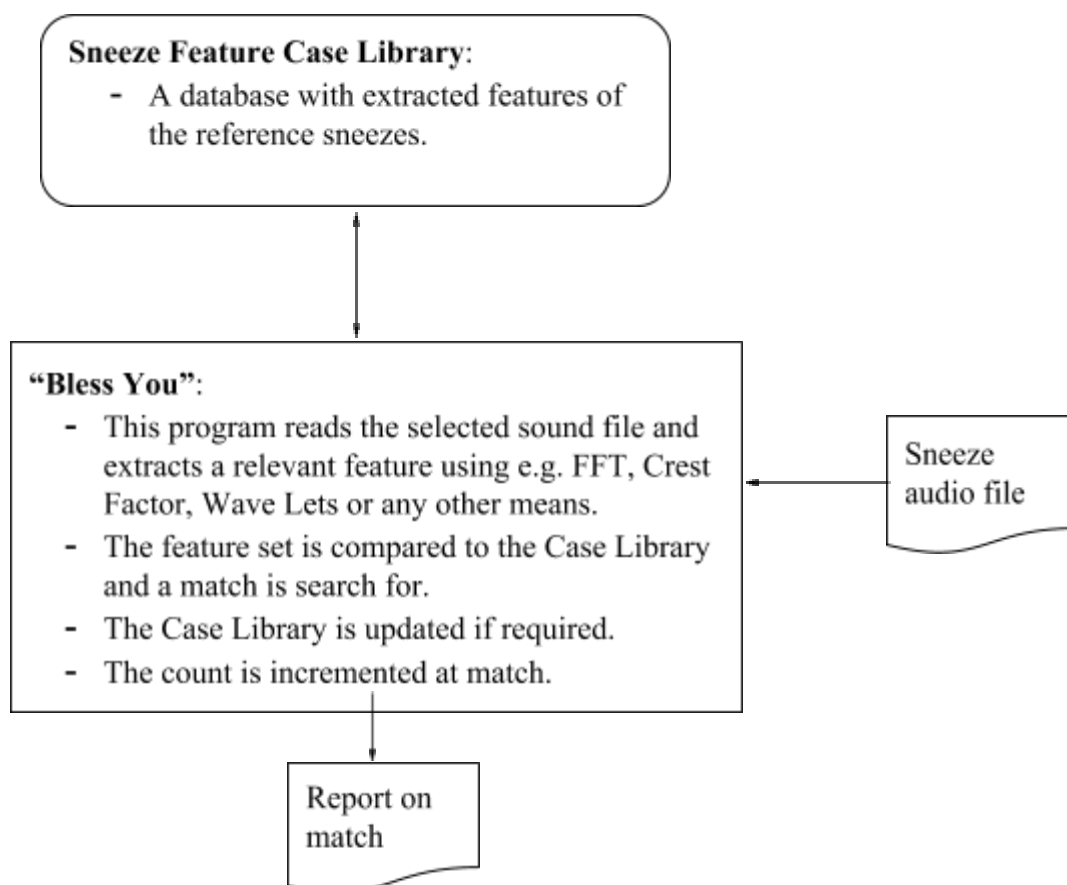 Sneeze Feature Case Library:
- A database with extracted features of
the reference sneezes.
“Bless You”:
- This program reads the selected sound file and
extracts a relevant feature using e.g. FFT, Crest
Factor, Wave Lets or any other means.
- The feature set is compared to the Case Library
and a match is search for.
- The Case Library is updated if required.
- The count is incremented at match.
Sneeze
audio file
Report on
match